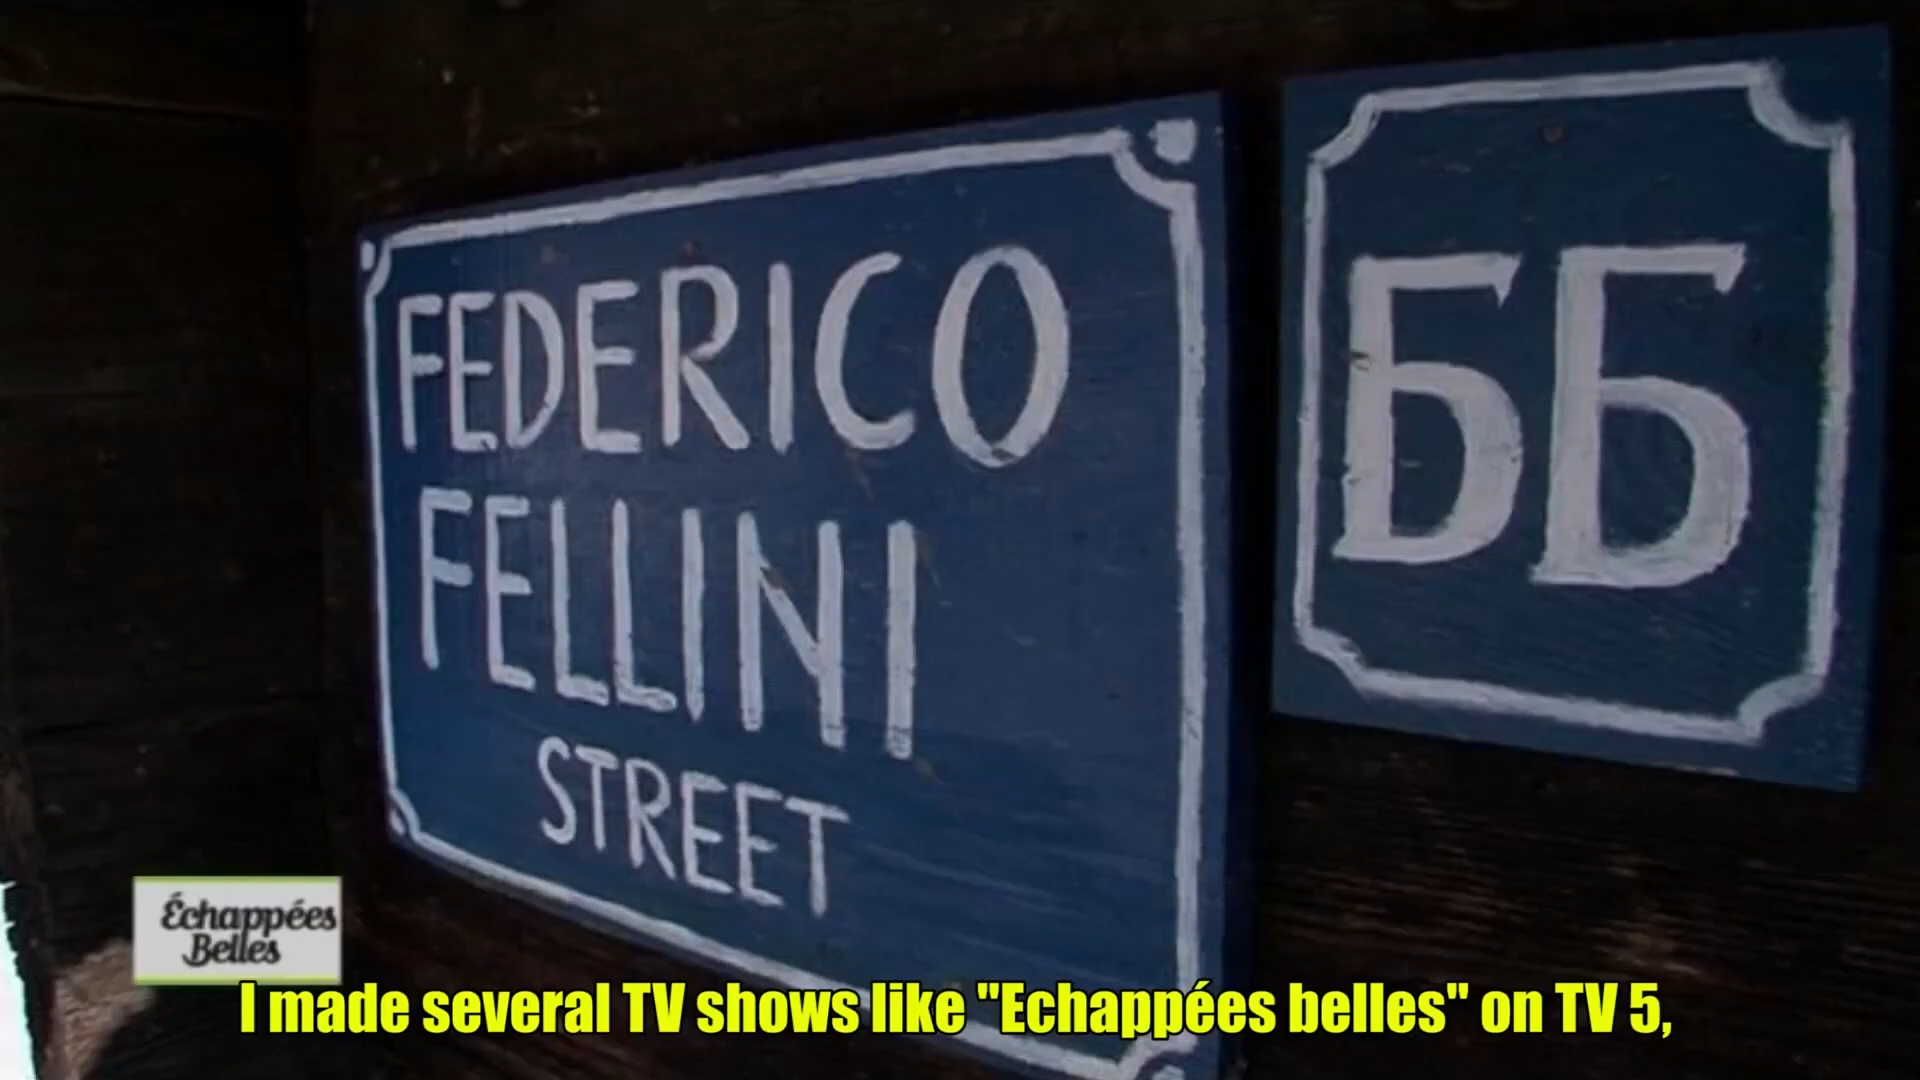 FEDERICO
FELLINI
STREET
ББ
Échappées
Belles
I made several TV shows like "Echappées belles" on TV 5,